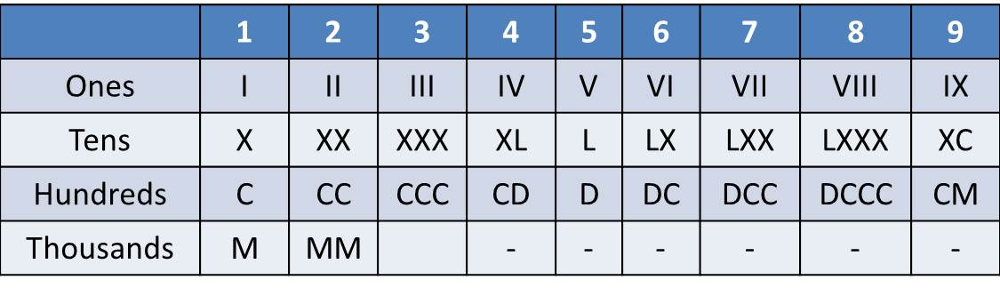 1 2 3 4 5 6 7 8 9
Ones I II III IV V VI VII VIII IX
Tens X XX XXX XL L LX LXX LXXX XC
Hundreds C CC CCC CD D DC DCC DCCC CM
Thousands M MM - - - - - -